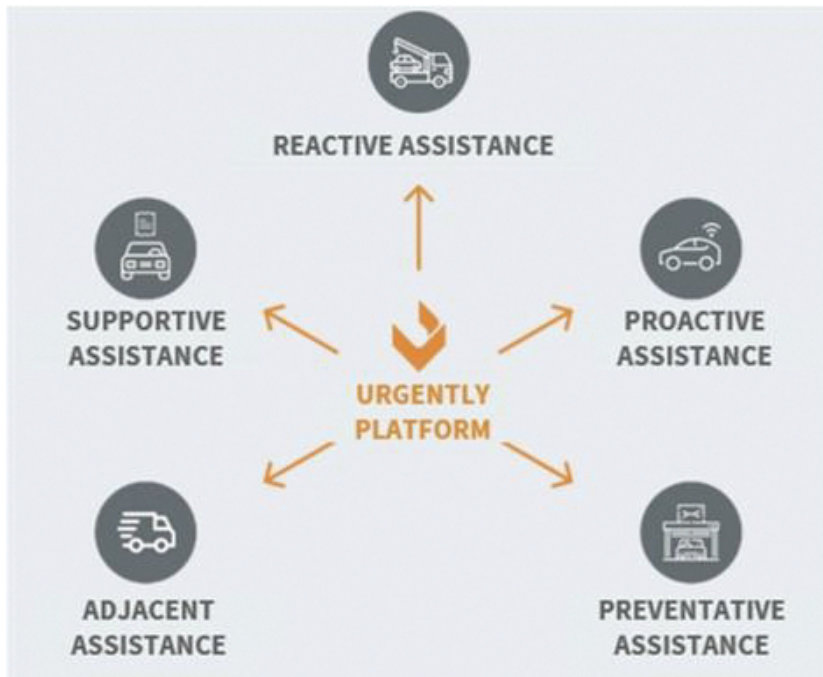 REACTIVE ASSISTANCE
SUPPORTIVE
ASSISTANCE
PROACTIVE
ASSISTANCE
URGENTLY
PLATFORM
ADJACENT
ASSISTANCE
PREVENTATIVE
ASSISTANCE